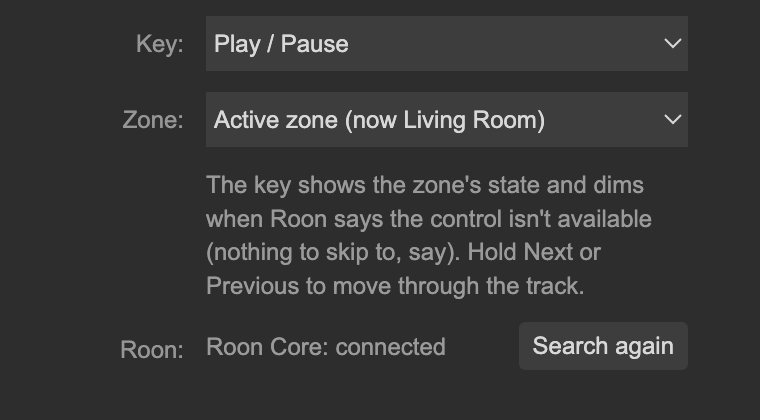 Key: Play / Pause
Zone: Active zone (now Living Room)
The key shows the zone's state and dims
when Roon says the control isn't available
(nothing to skip to, say). Hold Next or
Previous to move through the track.
Roon: Roon Core: connected Search again